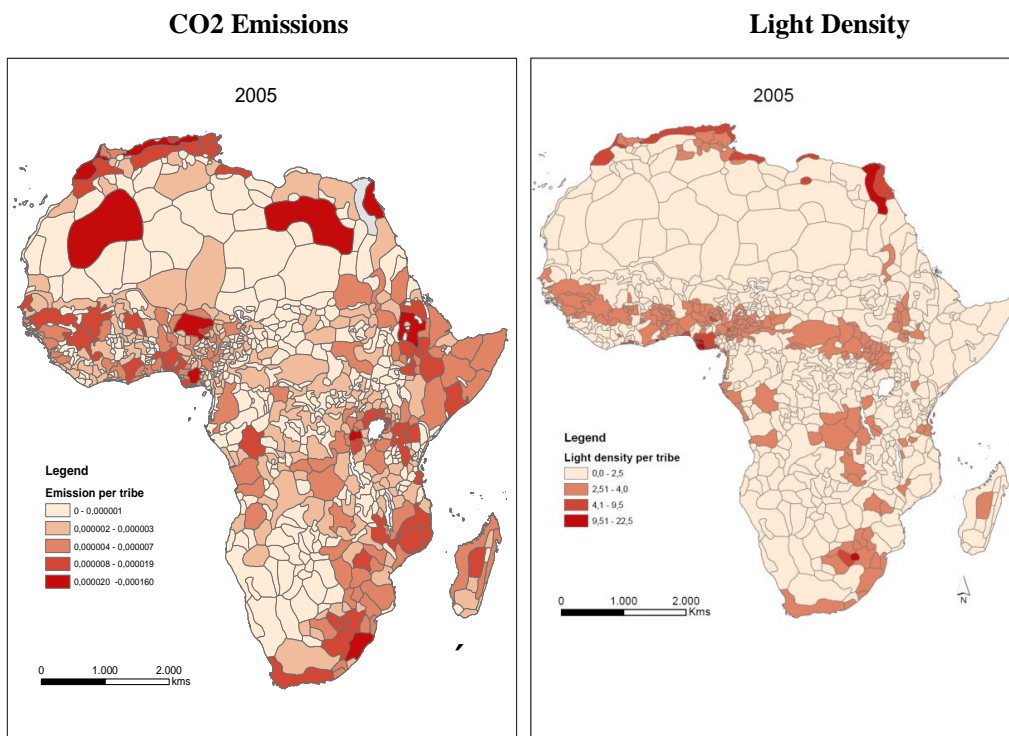 CO2 Emissions
2005
Legend
Emission per tribe
0 - 0,000001
0,000002 - 0,000003
0,000004 - 0,000007
0,000008 - 0,000019
0,000020 -0,000160
0 1.000 2.000
kms
Light Density
2005
Legend
Light density per tribe
0,0 - 2,5
2,51 - 4,0
4,1 - 9,5
9,51 - 22,5
0 1.000 2.000
Kms
N